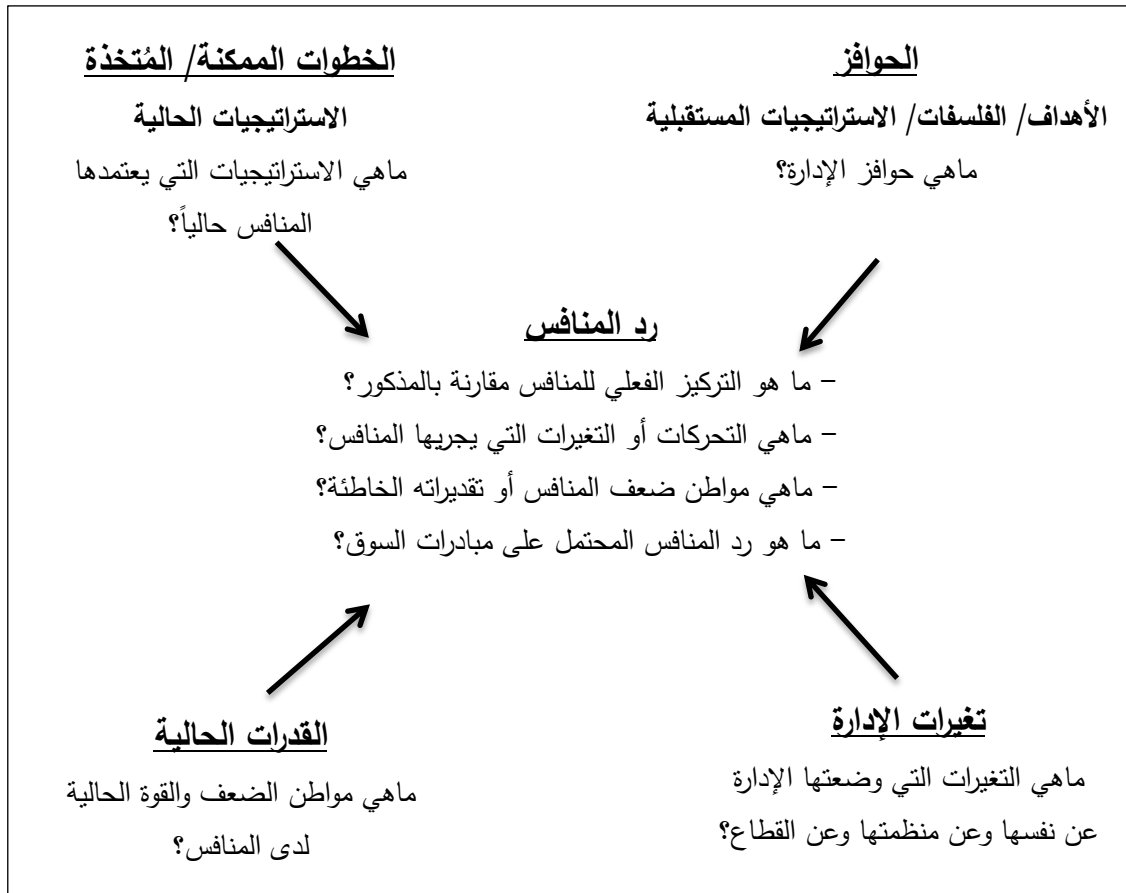 الحوافز
الأهداف/ الفلسفات/ الاستراتيجيات المستقبلية
ماهي حوافز الإدارة؟
الخطوات الممكنة/ المُتخذة
الاستراتيجيات الحالية
ماهي الاستراتيجيات التي يعتمدها
المنافس حالياً؟
رد المنافس
– ما هو التركيز الفعلي للمنافس مقارنة بالمذكور؟
– ماهي التحركات أو التغيرات التي يجريها المنافس؟
– ماهي مواطن ضعف المنافس أو تقديراته الخاطئة؟
– ما هو رد المنافس المحتمل على مبادرات السوق؟
تغيرات الإدارة
ماهي التغيرات التي وضعتها الإدارة
عن نفسها وعن منظمتها وعن القطاع؟
القدرات الحالية
ماهي مواطن الضعف والقوة الحالية
لدى المنافس؟